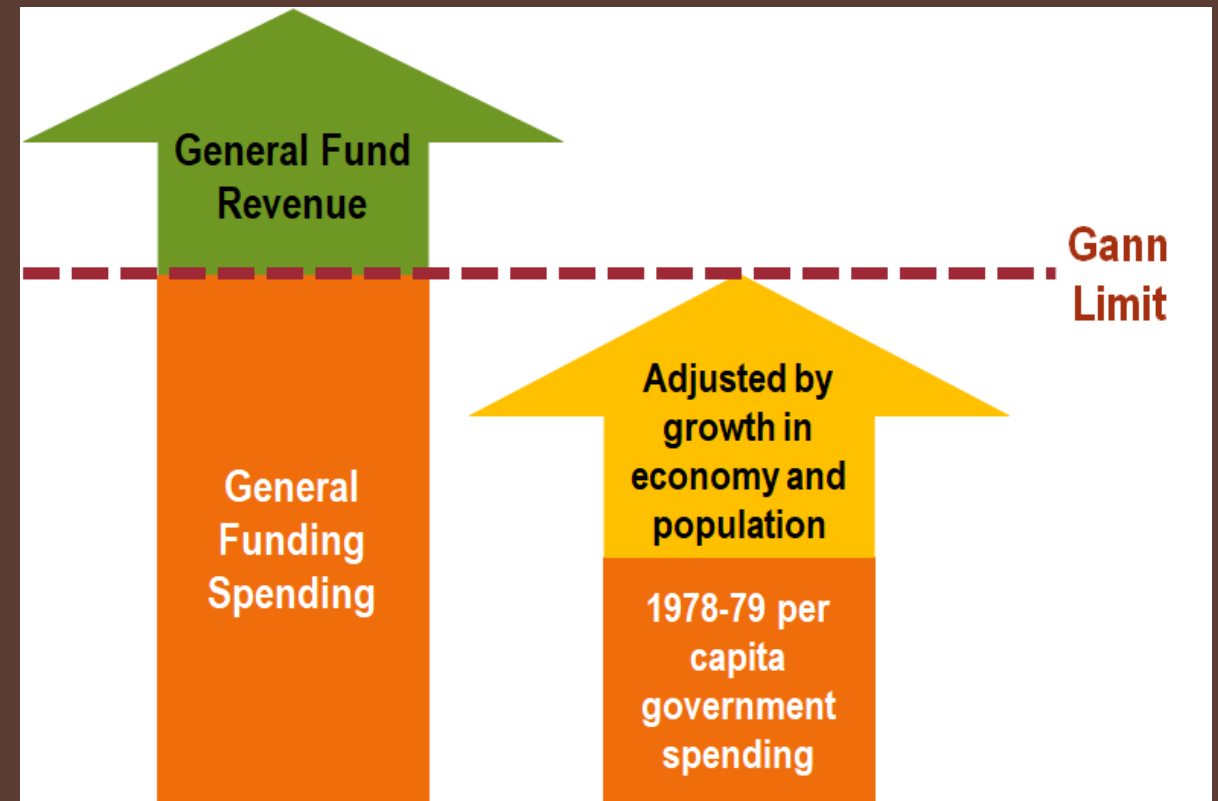 General Fund
Revenue
Gann
Limit
General
Funding
Spending
Adjusted by
growth in
economy and
population
1978-79 per
capita
government
spending